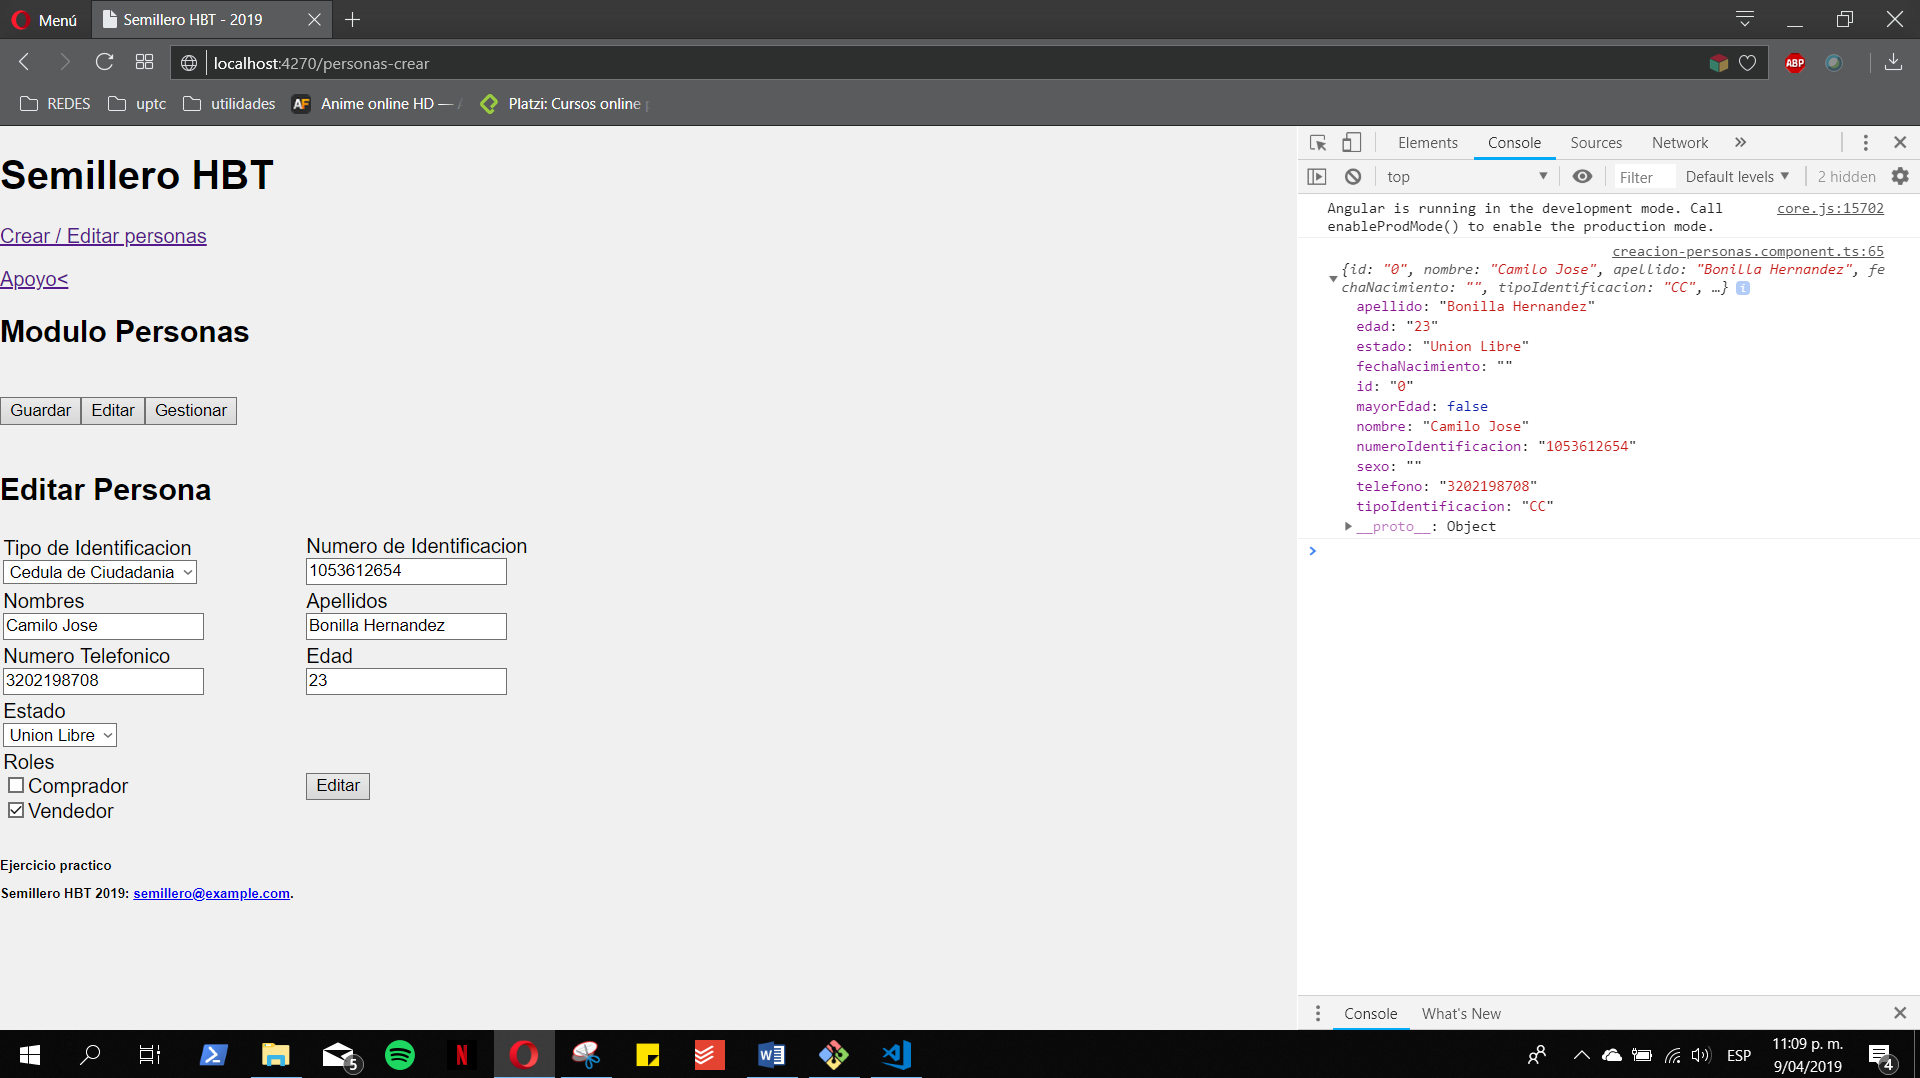 Menú
Semillero HBT - 2019
localhost:4270/personas-crear
ABP
REDES
uptc
utilidades
AF
Anime online HD —
Platzi: Cursos online
Semillero HBT
Crear / Editar personas
Apoyo<
Modulo Personas
Guardar
Editar
Gestionar
Editar Persona
Tipo de Identificacion
Numero de Identificacion
Cedula de Ciudadania
1053612654
Nombres
Apellidos
Camilo Jose
Bonilla Hernandez
Numero Telefonico
Edad
3202198708
23
Estado
Union Libre
Roles
Comprador
Editar
Vendedor
Ejercicio practico
Semillero HBT 2019: semillero@example.com.
Elements
Console
Sources
Network
top
Filter
Default levels
2 hidden
Angular is running in the development mode. Call
core.js:15702
enableProdMode() to enable the production mode.
creacion-personas.component.ts:65
{id: "0", nombre: "Camilo Jose", apellido: "Bonilla Hernandez", fe
chaNacimiento: "", tipoIdentificacion: "CC", …}
apellido: "Bonilla Hernandez"
edad: "23"
estado: "Union Libre"
fechaNacimiento: ""
id: "0"
mayorEdad: false
nombre: "Camilo Jose"
numeroIdentificacion: "1053612654"
sexo: ""
telefono: "3202198708"
tipoIdentificacion: "CC"
__proto__: Object
Console
What's New
5
ESP
11:09 p. m.
9/04/2019
4